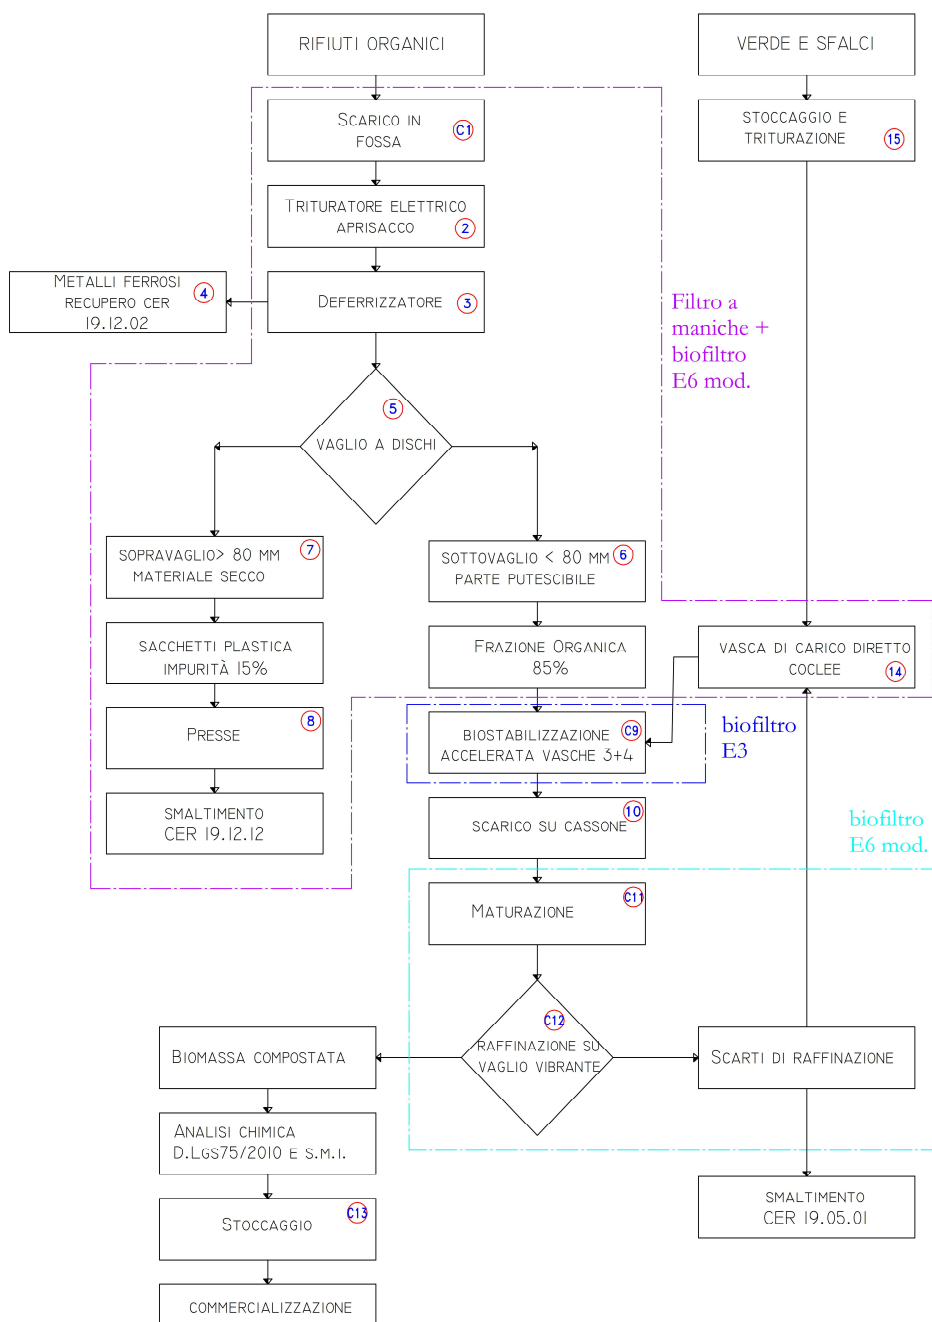 RIFIUTI ORGANICI
VERDE E SFALCI
SCARICO IN
FOSSA
C1
STOCCAGGIO E
TRITURAZIONE
15
TRITURATORE ELETTRICO
APRISACCO
2
METALLI FERROSI
RECUPERO CER
19.12.02
4
DEFERRIZZATORE
3
Filtro a
maniche +
biofiltro
E6 mod.
5
VAGLIO A DISCHI
SOPRAVAGLIO> 80 MM
MATERIALE SECCO
7
SOTTOVAGLIO < 80 MM
PARTE PUTESCIBILE
6
SACCHETTI PLASTICA
IMPURITÀ 15%
FRAZIONE ORGANICA
85%
VASCA DI CARICO DIRETTO
COCLEE
14
PRESSE
8
BIOSTABILIZZAZIONE
ACCELERATA VASCHE 3+4
C9
biofiltro
E3
SMALTIMENTO
CER 19.12.12
SCARICO SU CASSONE
10
biofiltro
E6 mod.
MATURAZIONE
C11
C12
RAFFINAZIONE SU
VAGLIO VIBRANTE
BIOMASSA COMPOSTATA
SCARTI DI RAFFINAZIONE
ANALISI CHIMICA
D.LGS75/2010 E S.M.I.
STOCCAGGIO
C13
SMALTIMENTO
CER 19.05.01
COMMERCIALIZZAZIONE